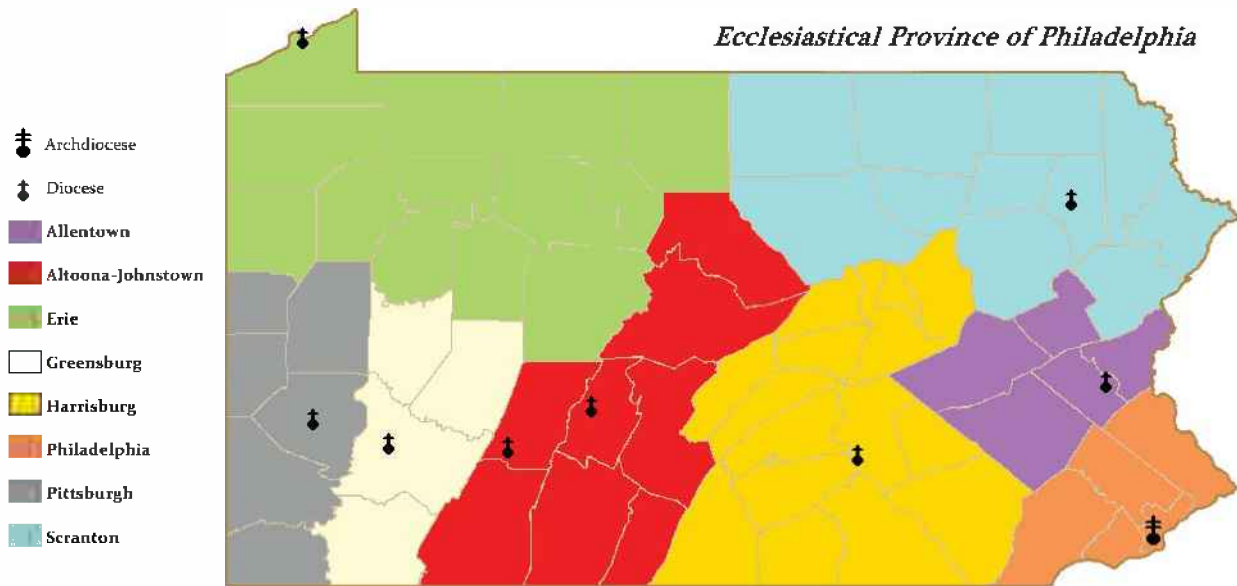 Ecclesiastical Province of Philadelphia
Archdiocese
Diocese
Allentown
Altoona-Johnstown
Erie
Greensburg
Harrisburg
Philadelphia
Pittsburgh
Scranton